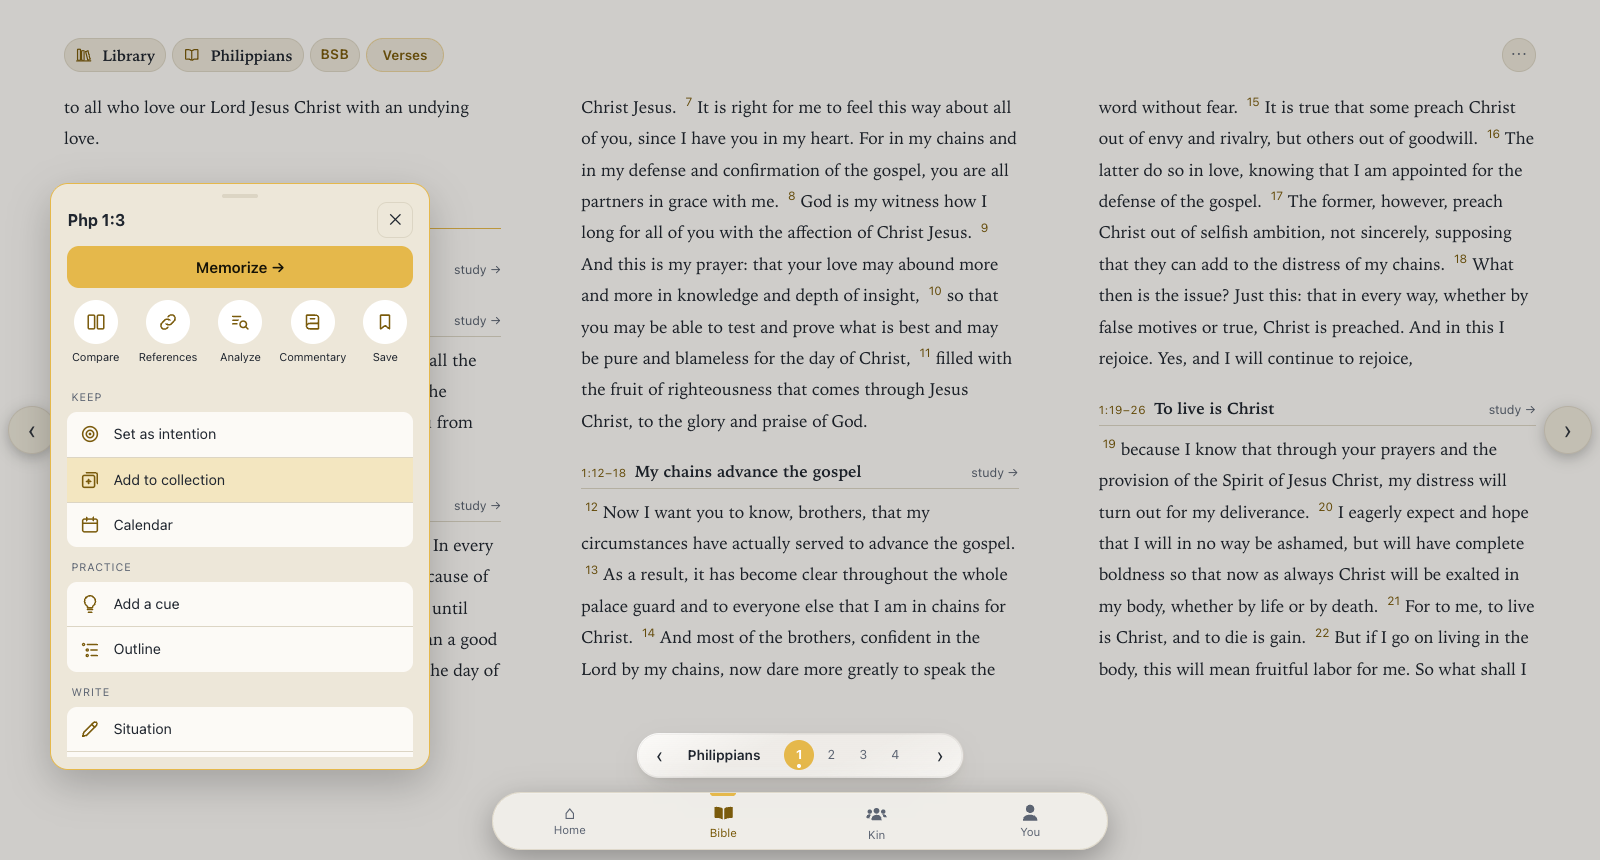 Library
Philippians
BSB
Verses
···
to all who love our Lord Jesus Christ with an undying
love.
Php 1:3
Memorize →
Compare
References
Analyze
Commentary
Save
KEEP
Set as intention
Add to collection
Calendar
PRACTICE
Add a cue
Outline
WRITE
Situation
study →
study →
all the
he
from
study →
In every
cause of
until
n a good
he day of
Christ Jesus. 7 It is right for me to feel this way about all
of you, since I have you in my heart. For in my chains and
in my defense and confirmation of the gospel, you are all
partners in grace with me. 8 God is my witness how I
long for all of you with the affection of Christ Jesus. 9
And this is my prayer: that your love may abound more
and more in knowledge and depth of insight, 10 so that
you may be able to test and prove what is best and may
be pure and blameless for the day of Christ, 11 filled with
the fruit of righteousness that comes through Jesus
Christ, to the glory and praise of God.
1:12–18 My chains advance the gospel study →
12 Now I want you to know, brothers, that my
circumstances have actually served to advance the gospel.
13 As a result, it has become clear throughout the whole
palace guard and to everyone else that I am in chains for
Christ. 14 And most of the brothers, confident in the
Lord by my chains, now dare more greatly to speak the
word without fear. 15 It is true that some preach Christ
out of envy and rivalry, but others out of goodwill. 16 The
latter do so in love, knowing that I am appointed for the
defense of the gospel. 17 The former, however, preach
Christ out of selfish ambition, not sincerely, supposing
that they can add to the distress of my chains. 18 What
then is the issue? Just this: that in every way, whether by
false motives or true, Christ is preached. And in this I
rejoice. Yes, and I will continue to rejoice,
1:19–26 To live is Christ study →
19 because I know that through your prayers and the
provision of the Spirit of Jesus Christ, my distress will
turn out for my deliverance. 20 I eagerly expect and hope
that I will in no way be ashamed, but will have complete
boldness so that now as always Christ will be exalted in
my body, whether by life or by death. 21 For to me, to live
is Christ, and to die is gain. 22 But if I go on living in the
body, this will mean fruitful labor for me. So what shall I
‹
›
‹ Philippians 1 2 3 4 ›
Home
Bible
Kin
You